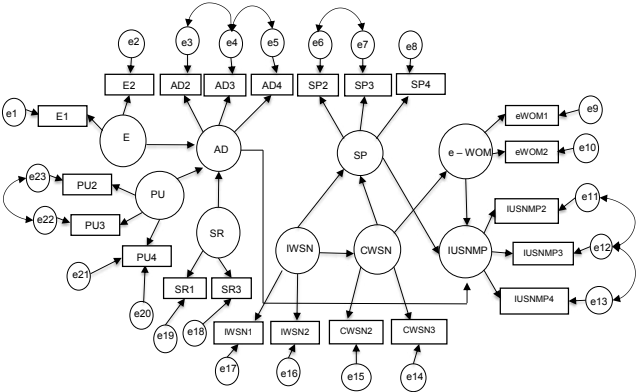 e3
e4
e5
e6
e7
e8
e2
E2
AD2
AD3
AD4
SP2
SP3
SP4
e1
E1
E
AD
SP
e – WOM
eWOM1
e9
eWOM2
e10
e23
PU2
PU
e22
PU3
e21
PU4
e20
SR
SR1
SR3
e19
e18
IWSN
CWSN
IUSNMP
IUSNMP2
e11
IUSNMP3
e12
IUSNMP4
e13
IWSN1
IWSN2
CWSN2
CWSN3
e17
e16
e15
e14